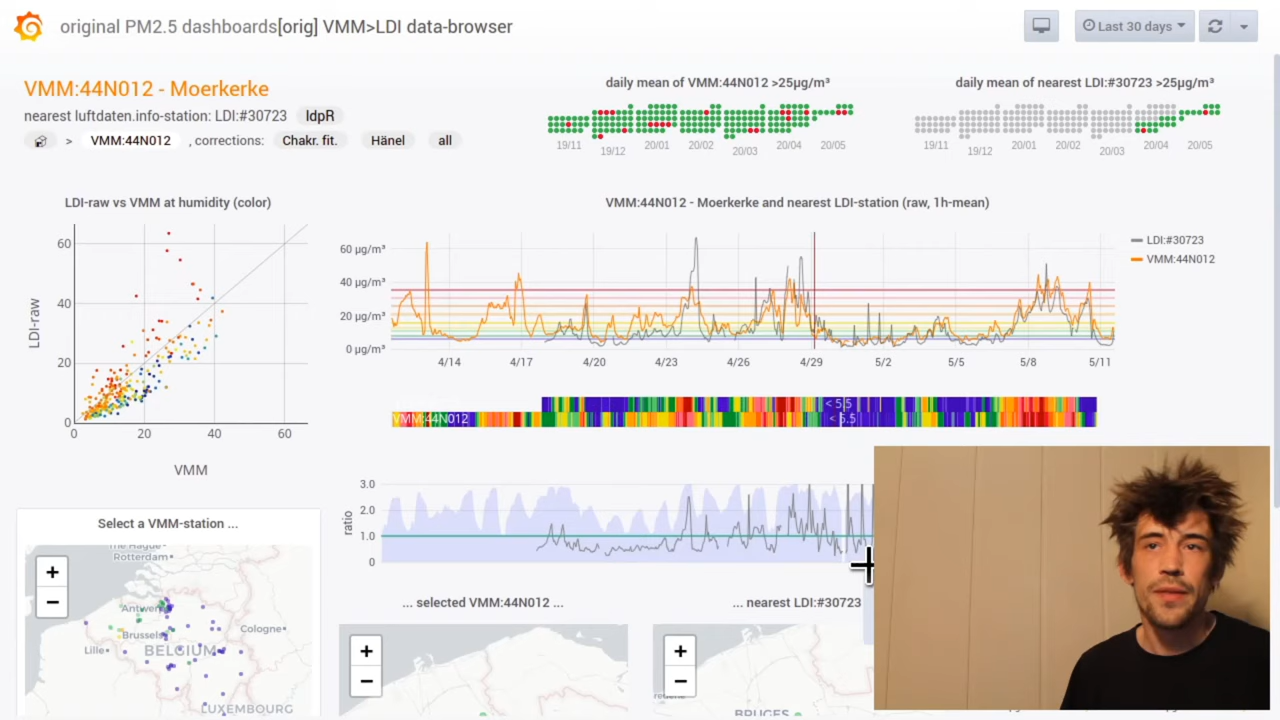 original PM2.5 dashboards[orig] VMM>LDI data-browser
Last 30 days
VMM:44N012 - Moerkerke
nearest luftdaten.info-station: LDI:#30723 ldpR
> VMM:44N012 , corrections: Chakr. fit. Hänel all
daily mean of VMM:44N012 >25µg/m³
19/11 19/12 20/01 20/02 20/03 20/04 20/05
daily mean of nearest LDI:#30723 >25µg/m³
19/11 19/12 20/01 20/02 20/03 20/04 20/05
LDI-raw vs VMM at humidity (color)
LDI-raw
60
40
20
0
0 20 40 60
VMM
VMM:44N012 - Moerkerke and nearest LDI-station (raw, 1h-mean)
60 µg/m³
40 µg/m³
20 µg/m³
0 µg/m³
4/14 4/17 4/20 4/23 4/26 4/29 5/2 5/5 5/8 5/11
LDI:#30723
VMM:44N012
< 5.5
VMM:44N012 < 5.5
ratio
3.0
2.0
1.0
0
Select a VMM-station ...
+
−
The Hague
Rotterdam
Antwer
Brussels
Cologne
Lille
BELGIUM
LUXEMBOURG
... selected VMM:44N012 ...
+
−
... nearest LDI:#30723
+
−
BRUGES